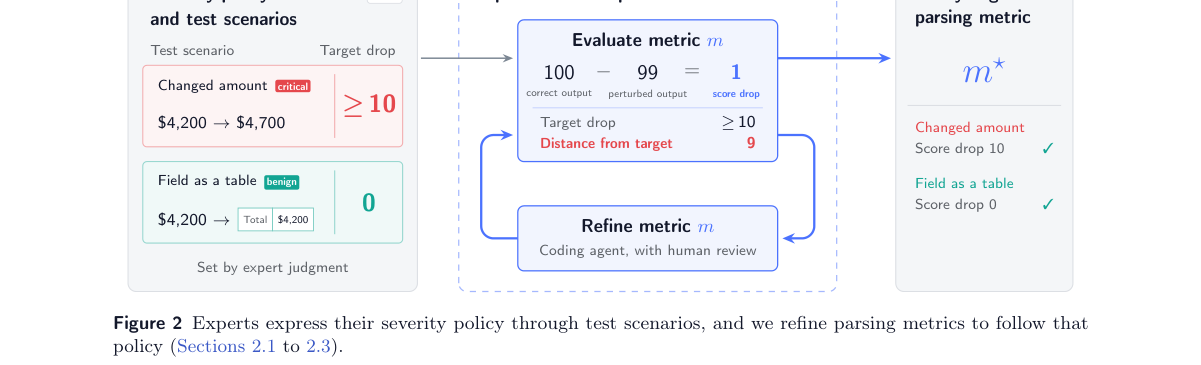 and test scenarios
Test scenario Target drop
Changed amount critical
$4,200 → $4,700
≥ 10
Field as a table benign
$4,200 → Total $4,200
0
Set by expert judgment
Evaluate metric m
100 − 99 = 1
correct output perturbed output score drop
Target drop ≥ 10
Distance from target 9
Refine metric m
Coding agent, with human review
parsing metric
m⋆
Changed amount
Score drop 10 ✓
Field as a table
Score drop 0 ✓
Figure 2 Experts express their severity policy through test scenarios, and we refine parsing metrics to follow that
policy (Sections 2.1 to 2.3).